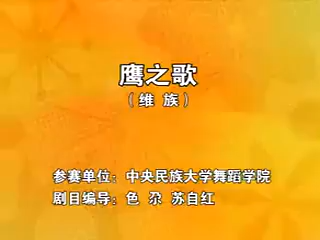 鹰之歌
（维 族）
参赛单位：中央民族大学舞蹈学院
剧目编导：色 尕 苏自红